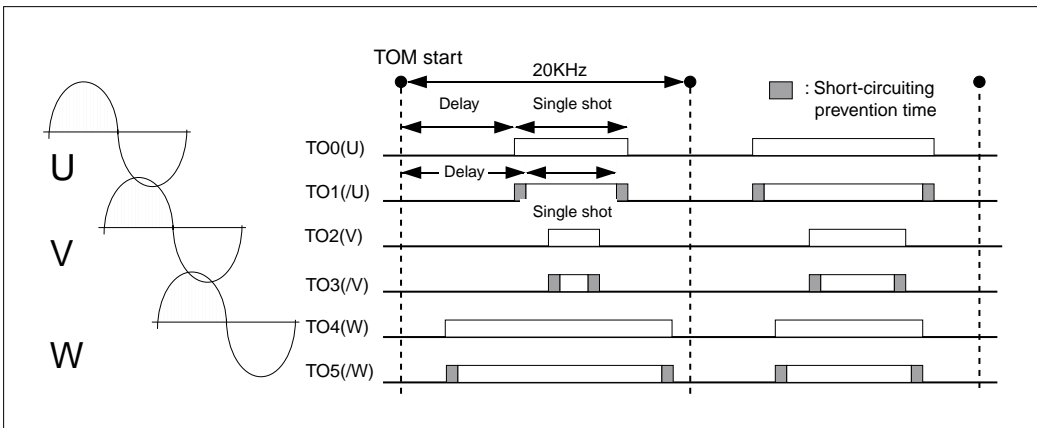 TOM start
20KHz
: Short-circuiting
prevention time
Delay
Single shot
U
TO0(U)
Delay
TO1(/U)
Single shot
V
TO2(V)
TO3(/V)
TO4(W)
W
TO5(/W)